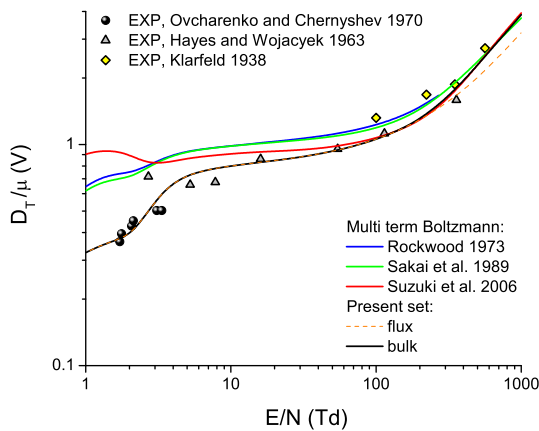 EXP, Ovcharenko and Chernyshev 1970
EXP, Hayes and Wojacyek 1963
EXP, Klarfeld 1938
1
0.1
D_T/μ (V)
Multi term Boltzmann:
Rockwood 1973
Sakai et al. 1989
Suzuki et al. 2006
Present set:
flux
bulk
1
10
100
1000
E/N (Td)